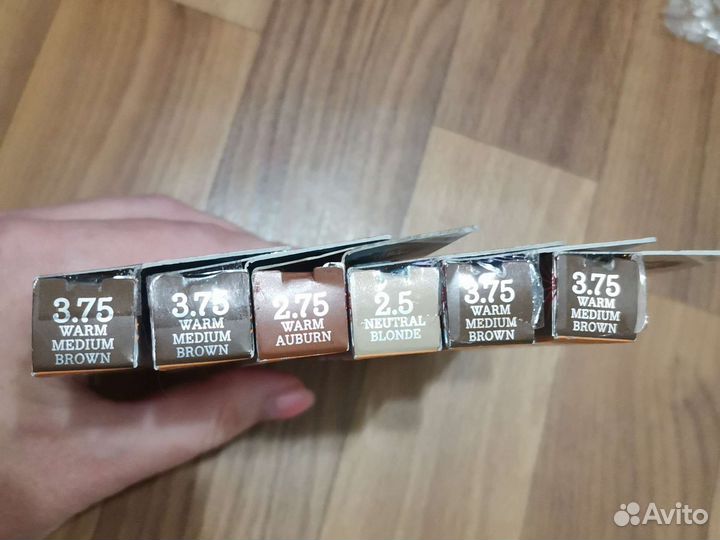 3.75
WARM
MEDIUM
BROWN
3.75
WARM
MEDIUM
BROWN
2.75
WARM
AUBURN
2.5
NEUTRAL
BLONDE
3.75
WARM
MEDIUM
BROWN
3.75
WARM
MEDIUM
BROWN
Avito